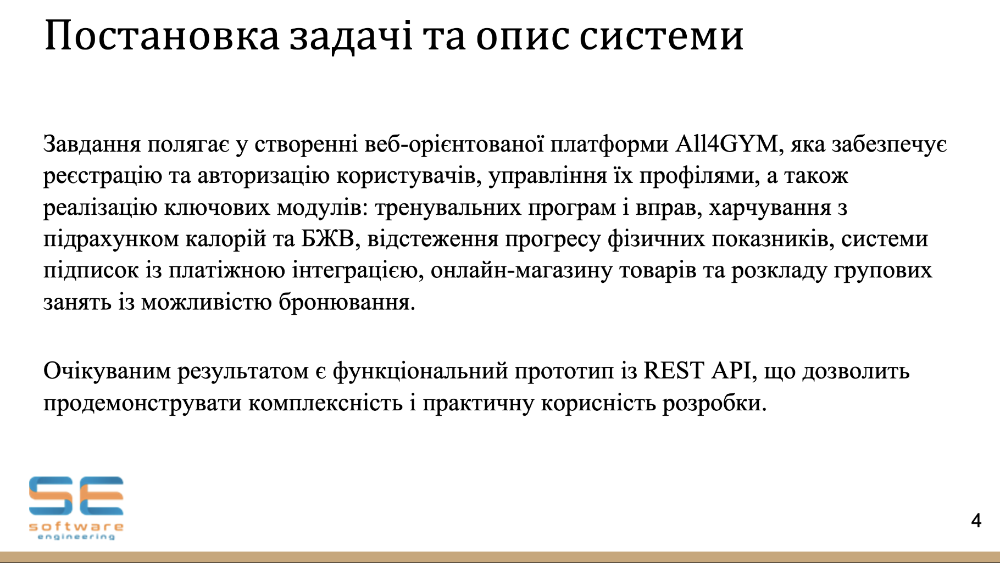 Постановка задачі та опис системи
Завдання полягає у створенні веб-орієнтованої платформи All4GYM, яка забезпечує
реєстрацію та авторизацію користувачів, управління їх профілями, а також
реалізацію ключових модулів: тренувальних програм і вправ, харчування з
підрахунком калорій та БЖВ, відстеження прогресу фізичних показників, системи
підписок із платіжною інтеграцією, онлайн-магазину товарів та розкладу групових
занять із можливістю бронювання.
Очікуваним результатом є функціональний прототип із REST API, що дозволить
продемонструвати комплексність і практичну корисність розробки.
SE
software
engineering
4